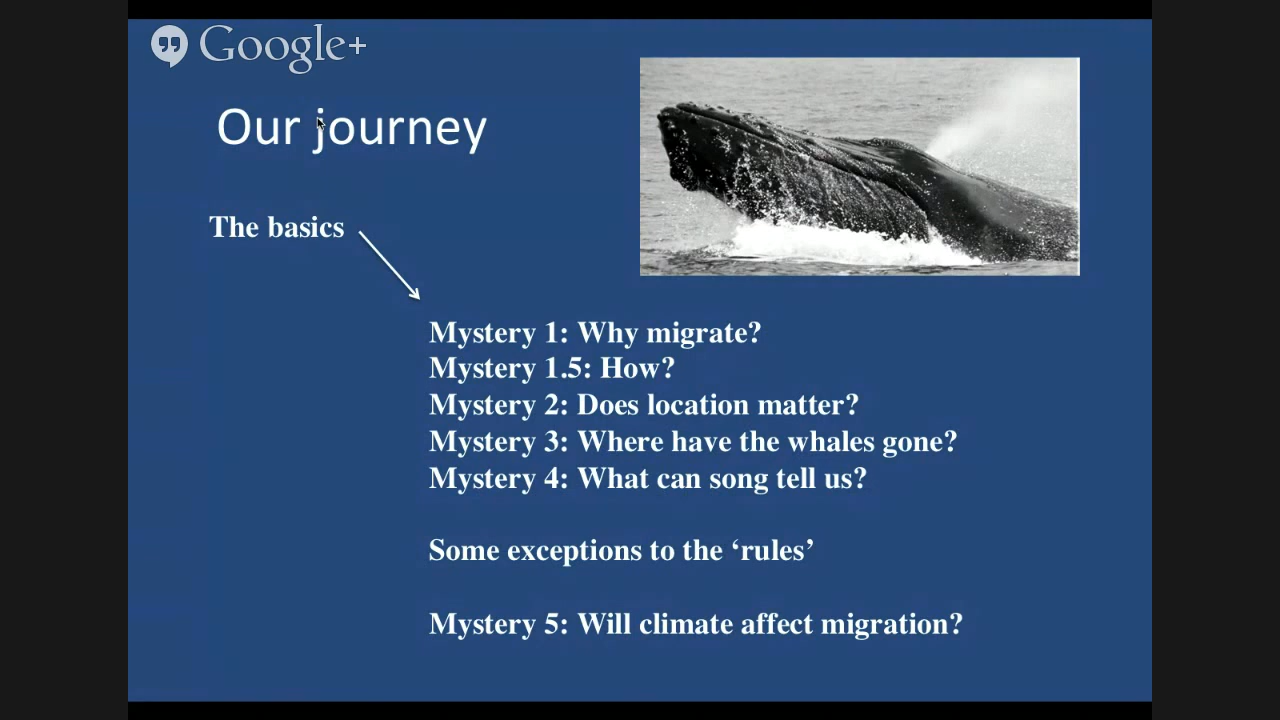 Google+
Our journey
The basics
Mystery 1: Why migrate?
Mystery 1.5: How?
Mystery 2: Does location matter?
Mystery 3: Where have the whales gone?
Mystery 4: What can song tell us?
Some exceptions to the ‘rules’
Mystery 5: Will climate affect migration?